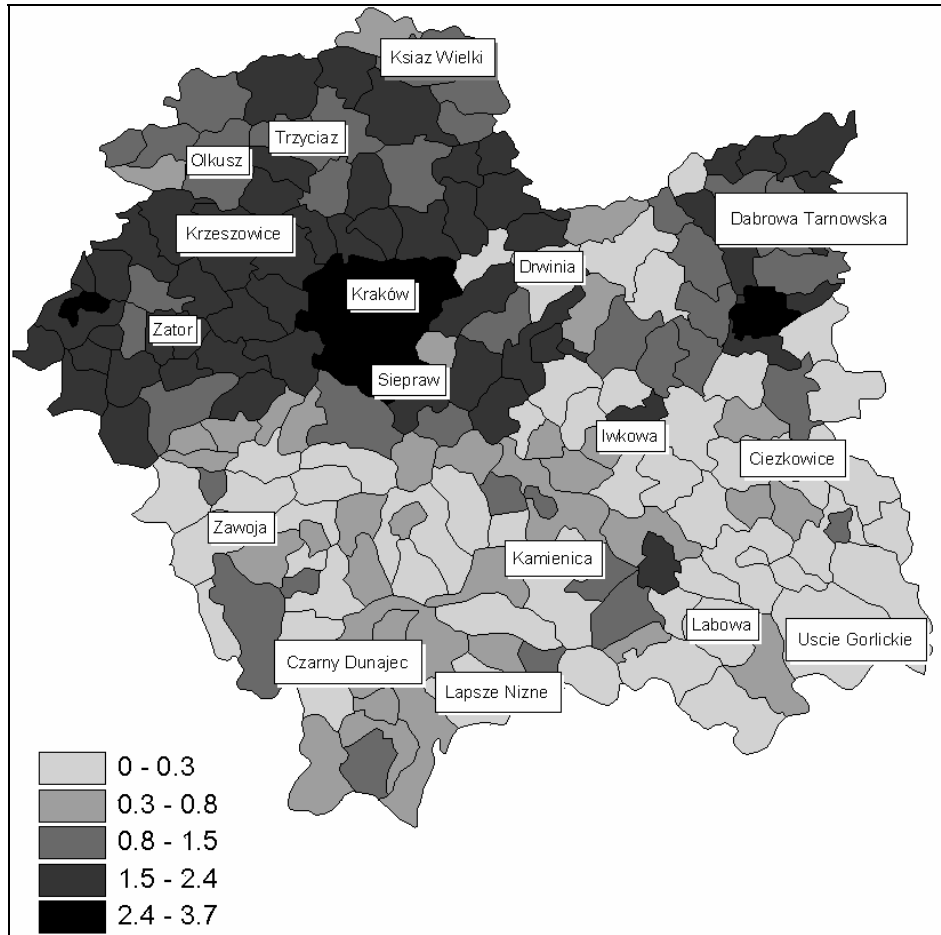 Ksiaz Wielki
Trzyciaz
Olkusz
Dabrowa Tarnowska
Krzeszowice
Drwinia
Kraków
Zator
Siepraw
Iwkowa
Ciezkowice
Zawoja
Kamienica
Labowa
Uscie Gorlickie
Czarny Dunajec
Lapsze Nizne
0 - 0.3
0.3 - 0.8
0.8 - 1.5
1.5 - 2.4
2.4 - 3.7